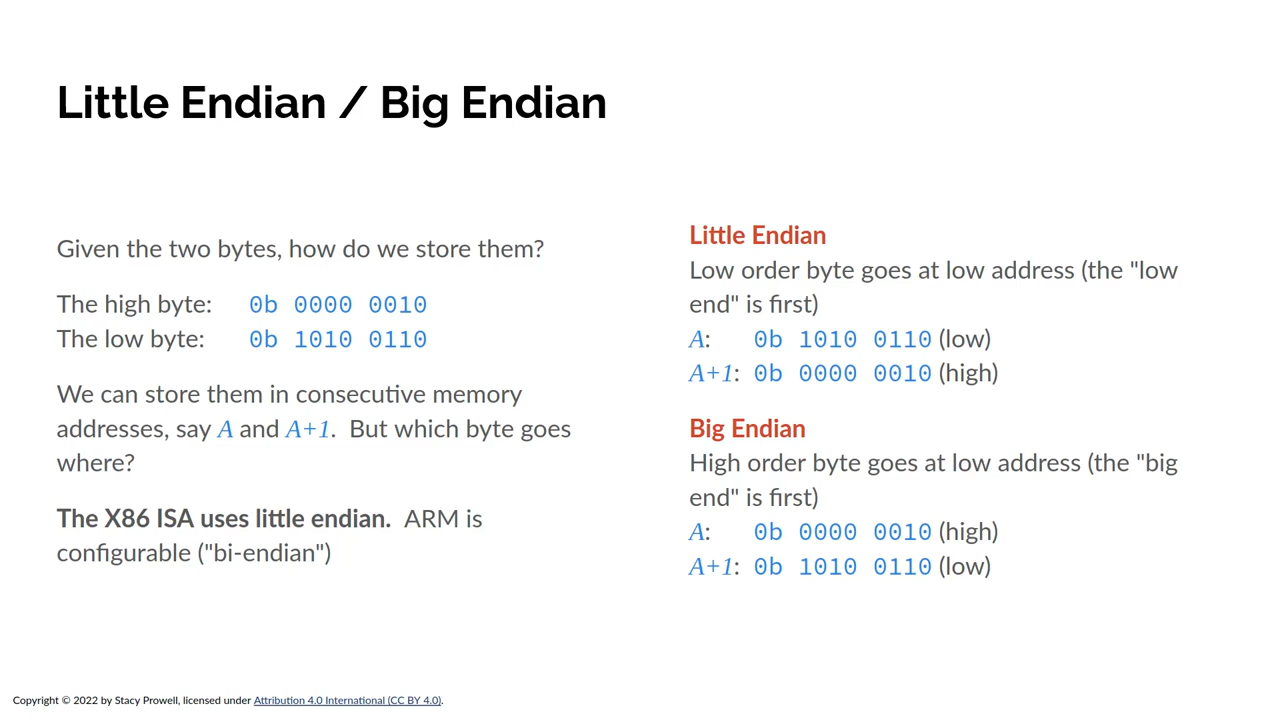 Little Endian / Big Endian
Given the two bytes, how do we store them?
The high byte: 0b 0000 0010
The low byte: 0b 1010 0110
We can store them in consecutive memory
addresses, say A and A+1. But which byte goes
where?
The X86 ISA uses little endian. ARM is
configurable ("bi-endian")
Little Endian
Low order byte goes at low address (the "low
end" is first)
A: 0b 1010 0110 (low)
A+1: 0b 0000 0010 (high)
Big Endian
High order byte goes at low address (the "big
end" is first)
A: 0b 0000 0010 (high)
A+1: 0b 1010 0110 (low)
Copyright © 2022 by Stacy Prowell, licensed under Attribution 4.0 International (CC BY 4.0).